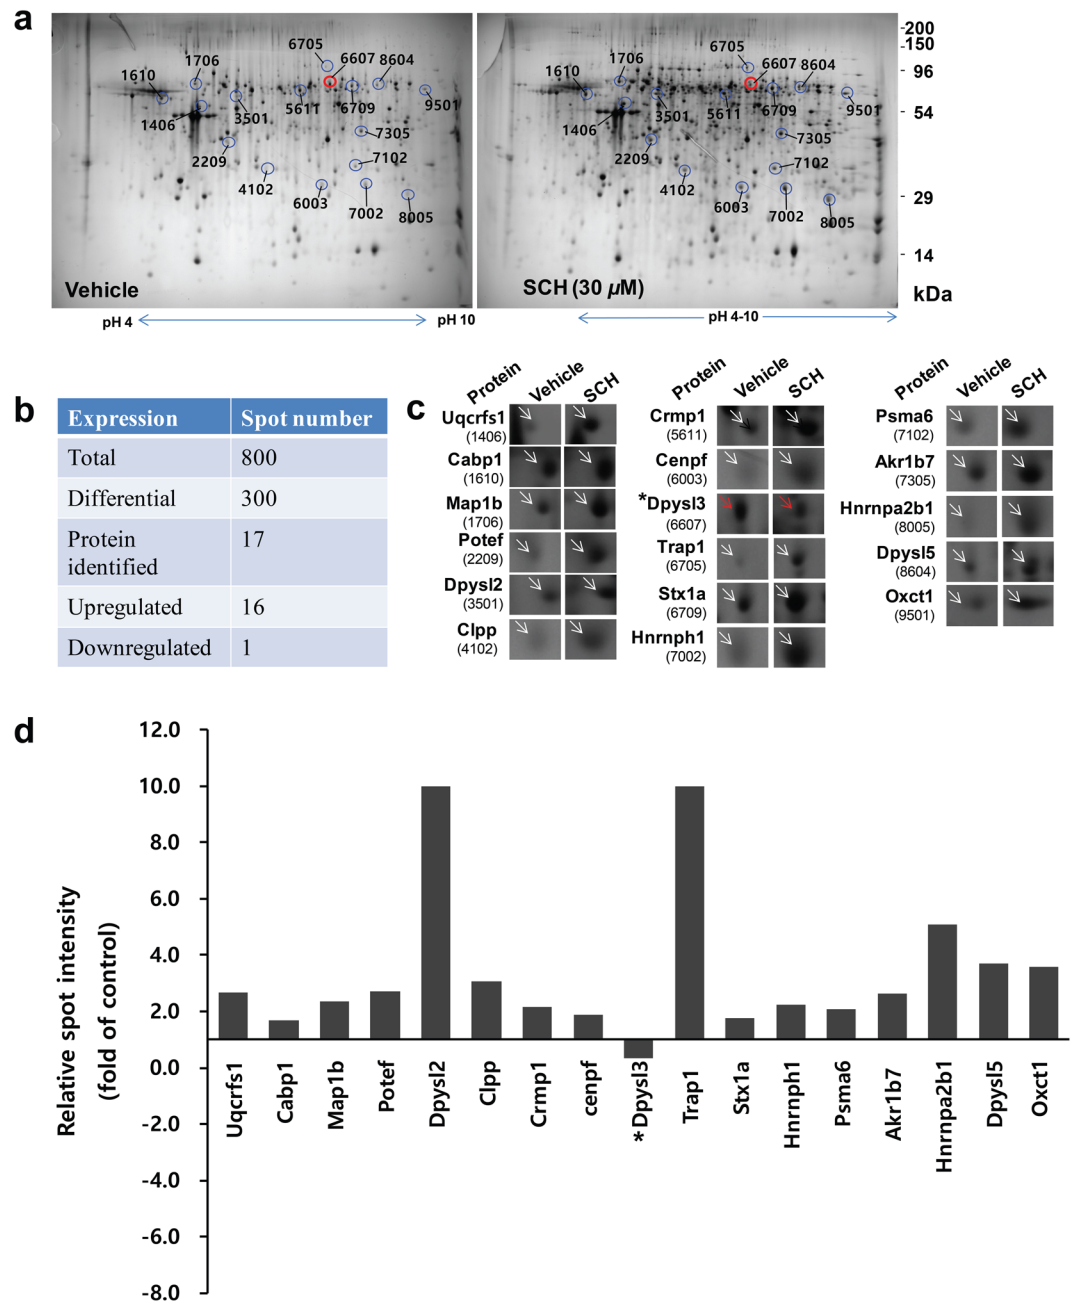 a
6705
6607
8604
1706
1610
1406
3501
5611
6709
9501
7305
2209
4102
7102
6003
7002
8005
Vehicle
pH 4
pH 10
6705
6607
8604
1706
1610
1406
3501
5611
6709
9501
7305
2209
4102
7102
6003
7002
8005
SCH (30 µM)
pH 4-10
- 200
- 150
- 96
- 54
- 29
- 14
kDa
b
Expression Spot number
Total 800
Differential 300
Protein 17
identified
Upregulated 16
Downregulated 1
c
Protein Vehicle SCH
Uqcrfs1
(1406)
Cabp1
(1610)
Map1b
(1706)
Potef
(2209)
Dpysl2
(3501)
Clpp
(4102)
Protein Vehicle SCH
Crmp1
(5611)
Cenpf
(6003)
*Dpysl3
(6607)
Trap1
(6705)
Stx1a
(6709)
Hnrnph1
(7002)
Protein Vehicle SCH
Psma6
(7102)
Akr1b7
(7305)
Hnrnpa2b1
(8005)
Dpysl5
(8604)
Oxct1
(9501)
d
Relative spot intensity
(fold of control)
12.0
10.0
8.0
6.0
4.0
2.0
0.0
-2.0
-4.0
-6.0
-8.0
Uqcrfs1
Cabp1
Map1b
Potef
Dpysl2
Clpp
Crmp1
cenpf
*Dpysl3
Trap1
Stx1a
Hnrnph1
Psma6
Akr1b7
Hnrnpa2b1
Dpysl5
Oxct1